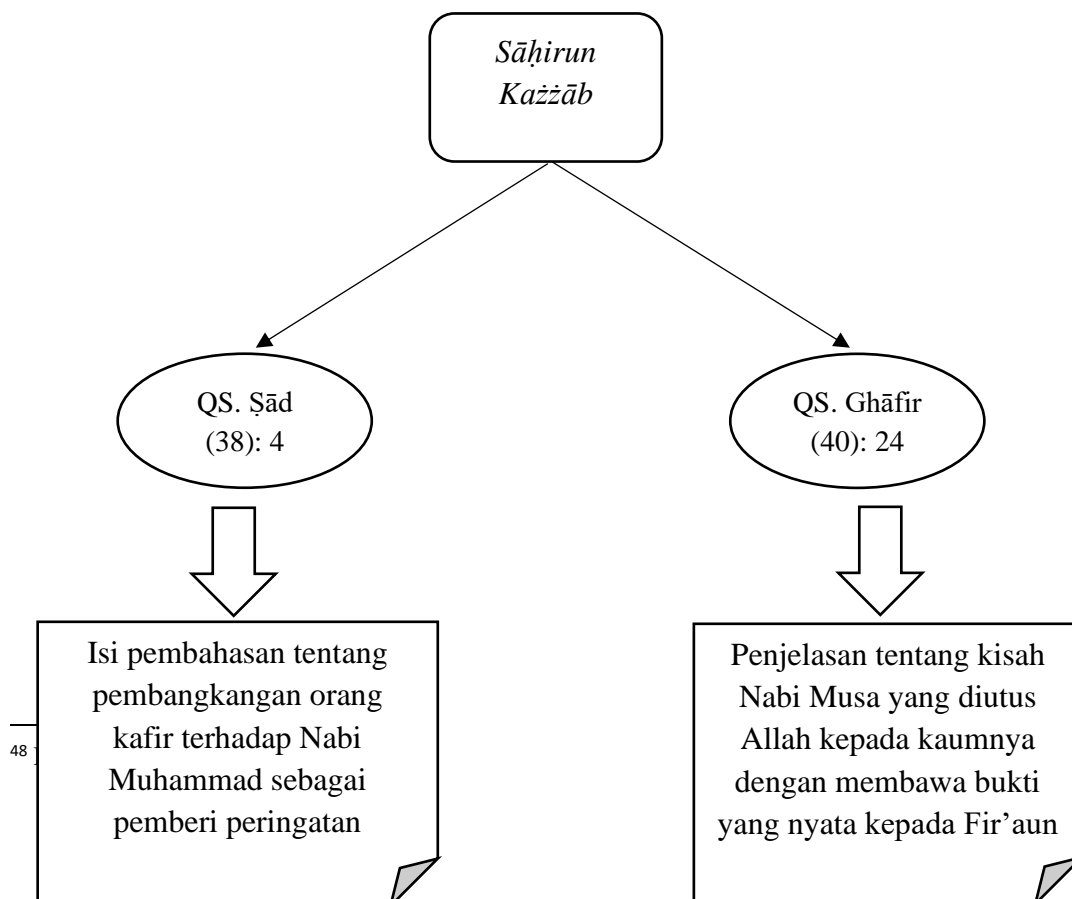 Sāḥirun
Każżāb
QS. Ṣād
(38): 4
QS. Ghāfir
(40): 24
Isi pembahasan tentang
pembangkangan orang
kafir terhadap Nabi
Muhammad sebagai
pemberi peringatan
Penjelasan tentang kisah
Nabi Musa yang diutus
Allah kepada kaumnya
dengan membawa bukti
yang nyata kepada Fir’aun
48